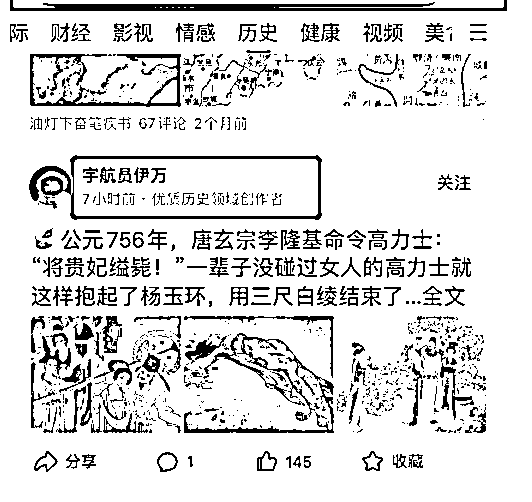 际 财经 影视 情感 历史 健康 视频 美
油灯下奋笔疾书 67评论 2个月前
宇航员伊万
7小时前·优质历史领域创作者
关注
公元756年，唐玄宗李隆基命令高力士：
“将贵妃缢毙！”一辈子没碰过女人的高力士就
这样抱起了杨玉环，用三尺白绫结束了...全文
分享 1 145 收藏